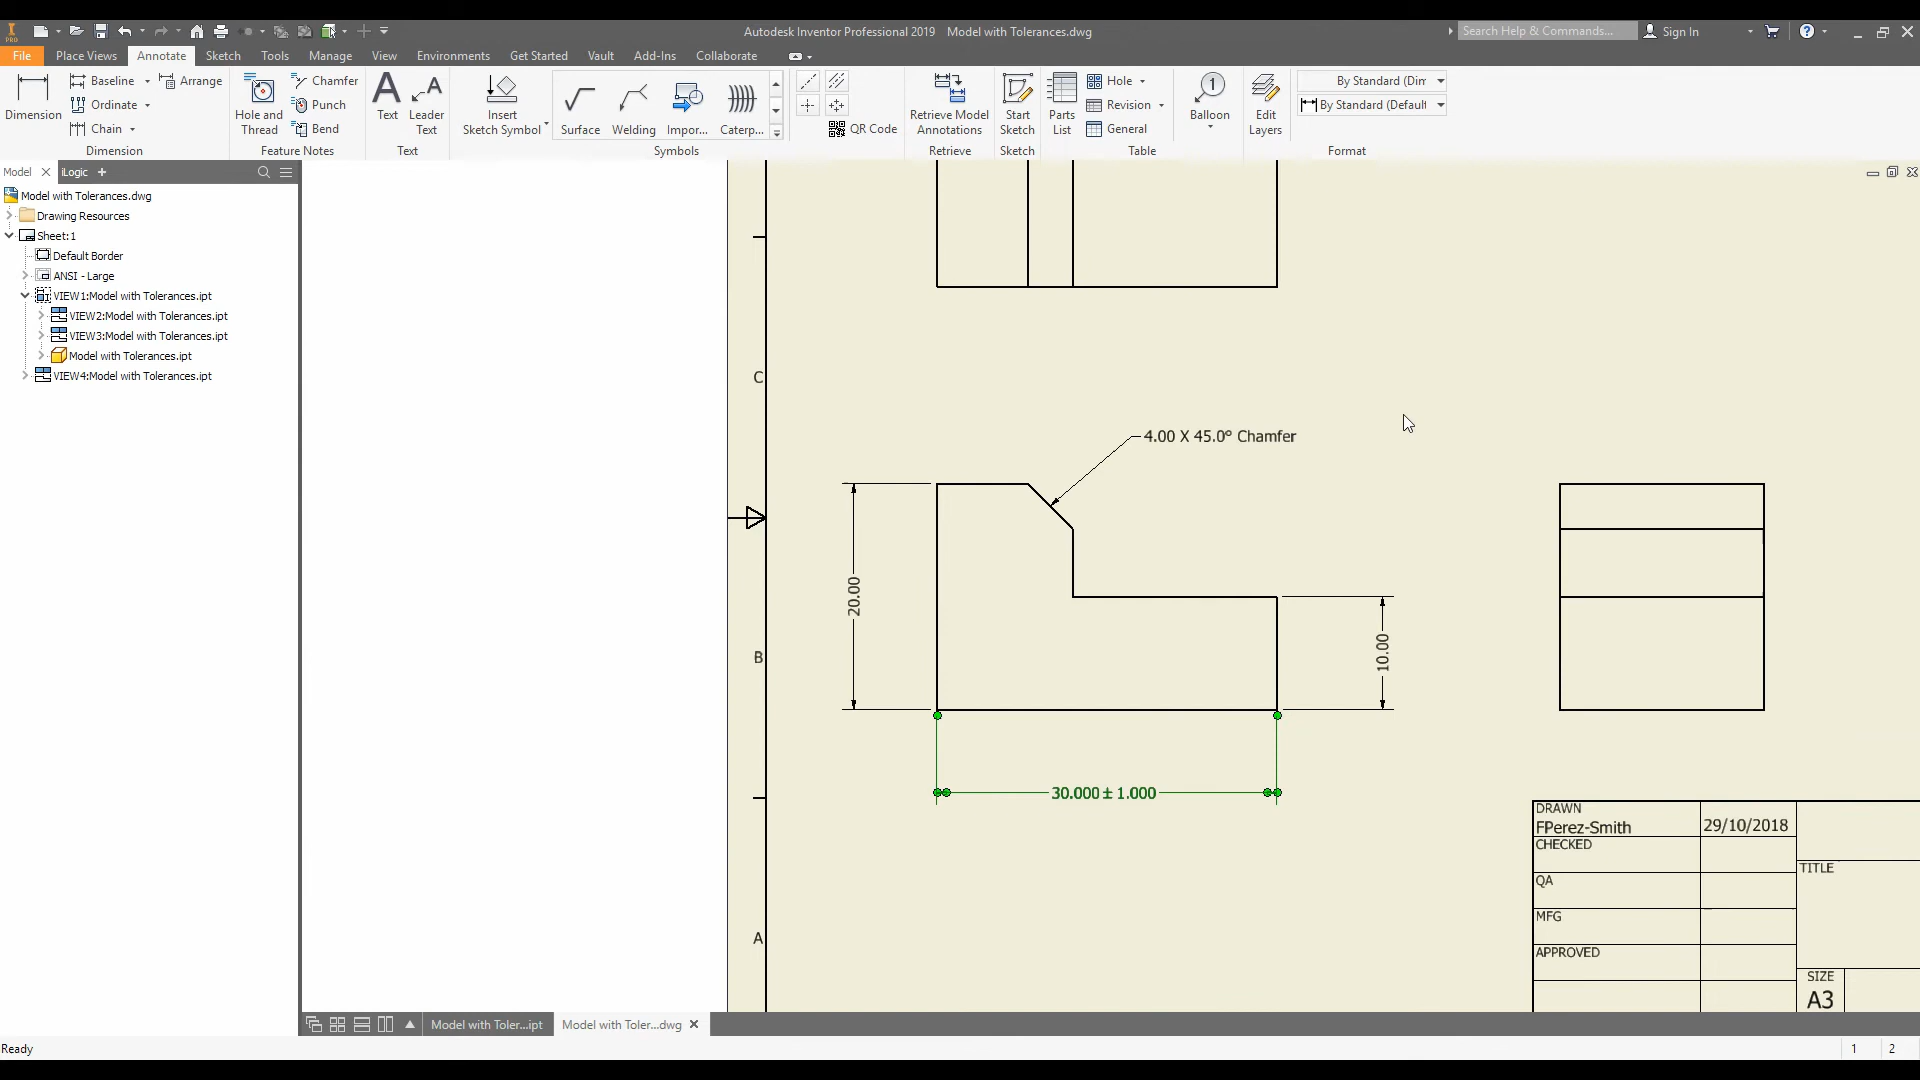 Autodesk Inventor Professional 2019 Model with Tolerances.dwg
Search Help & Commands...
Sign In
File
Place Views
Annotate
Sketch
Tools
Manage
View
Environments
Get Started
Vault
Add-Ins
Collaborate
Dimension
Baseline
Ordinate
Chain
Arrange
Dimension
Hole and
Thread
Chamfer
Punch
Bend
Feature Notes
Text
Leader
Text
Text
Insert
Sketch Symbol
Surface
Welding
Impor...
Caterp...
QR Code
Symbols
Retrieve Model
Annotations
Retrieve
Start
Sketch
Sketch
Parts
List
Hole
Revision
General
Table
Balloon
Edit
Layers
By Standard (Dim
By Standard (Default
Format
Model
iLogic
Model with Tolerances.dwg
Drawing Resources
Sheet:1
Default Border
ANSI - Large
VIEW1:Model with Tolerances.ipt
VIEW2:Model with Tolerances.ipt
VIEW3:Model with Tolerances.ipt
Model with Tolerances.ipt
VIEW4:Model with Tolerances.ipt
C
4.00 X 45.0° Chamfer
20.00
10.00
B
30.000 ± 1.000
A
DRAWN
FPerez-Smith
29/10/2018
CHECKED
TITLE
QA
MFG
APPROVED
SIZE
A3
Model with Toler...ipt
Model with Toler...dwg
Ready
1
2